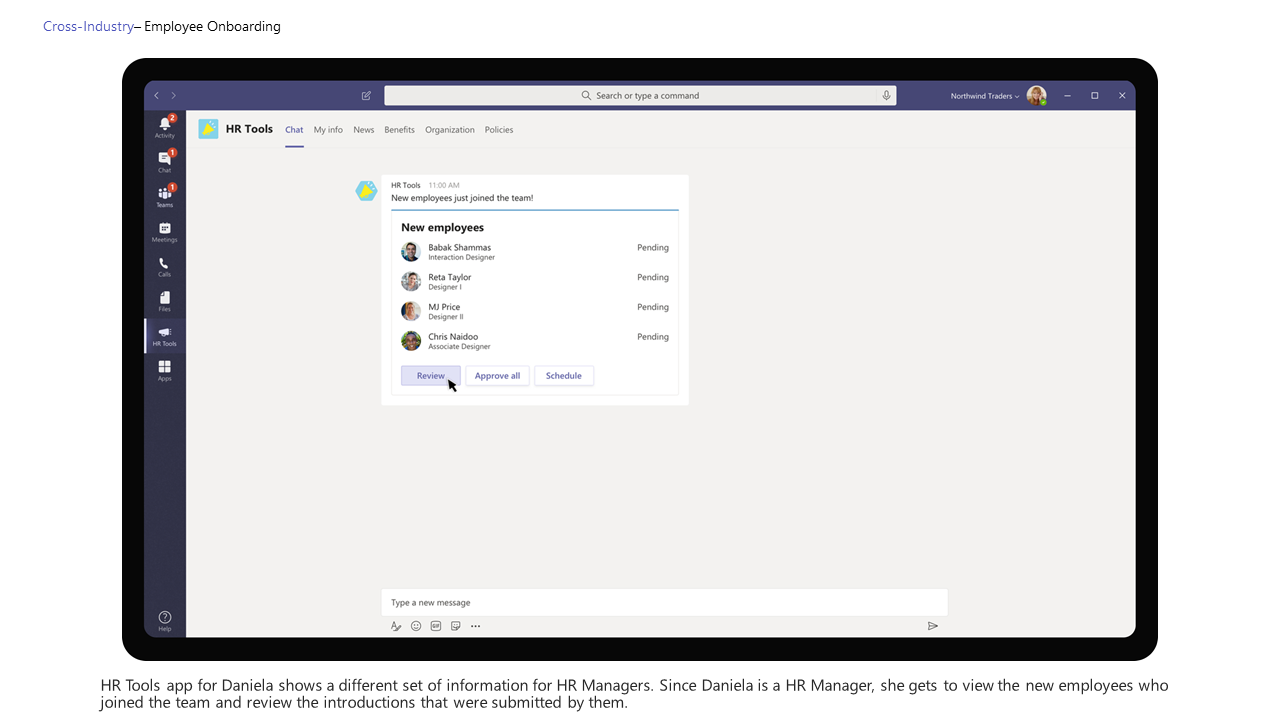 Cross-Industry– Employee Onboarding
Search or type a command
Northwind Traders
2
Activity
1
Chat
1
Teams
Meetings
Calls
Files
HR Tools
Apps
Help
HR Tools Chat My info News Benefits Organization Policies
HR Tools 11:00 AM
New employees just joined the team!
New employees
Babak Shammas Pending
Interaction Designer
Reta Taylor Pending
Designer I
MJ Price Pending
Designer II
Chris Naidoo Pending
Associate Designer
Review Approve all Schedule
Type a new message
GIF
HR Tools app for Daniela shows a different set of information for HR Managers. Since Daniela is a HR Manager, she gets to view the new employees who
joined the team and review the introductions that were submitted by them.